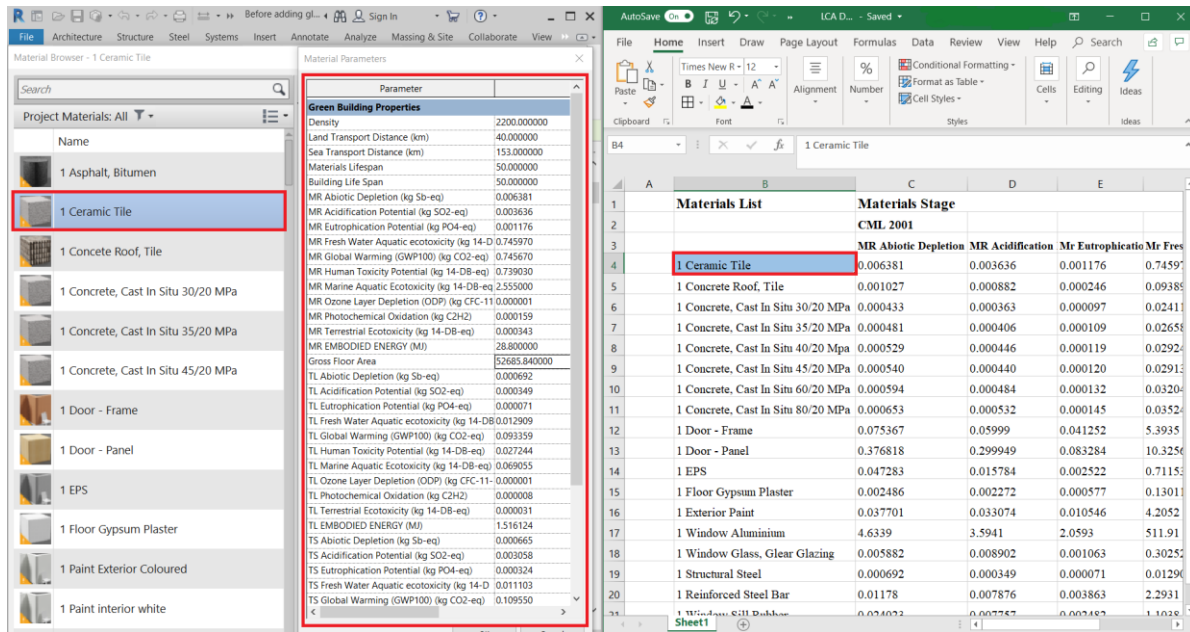 Before adding gl...
Sign In
File Architecture Structure Steel Systems Insert Annotate Analyze Massing & Site Collaborate View
Material Browser - 1 Ceramic Tile
Search
Project Materials: All
Name
1 Asphalt, Bitumen
1 Ceramic Tile
1 Concete Roof, Tile
1 Concrete, Cast In Situ 30/20 MPa
1 Concrete, Cast In Situ 35/20 MPa
1 Concrete, Cast In Situ 45/20 MPa
1 Door - Frame
1 Door - Panel
1 EPS
1 Floor Gypsum Plaster
1 Paint Exterior Coloured
1 Paint interior white
Material Parameters
Parameter
Green Building Properties
Density 2200.000000
Land Transport Distance (km) 40.000000
Sea Transport Distance (km) 153.000000
Materials Lifespan 50.000000
Building Life Span 50.000000
MR Abiotic Depletion (kg Sb-eq) 0.006381
MR Acidification Potential (kg SO2-eq) 0.003636
MR Eutrophication Potential (kg PO4-eq) 0.001176
MR Fresh Water Aquatic ecotoxicity (kg 14-D 0.745970
MR Global Warming (GWP100) (kg CO2-eq) 0.745670
MR Human Toxicity Potential (kg 14-DB-eq) 0.739030
MR Marine Aquatic Ecotoxicity (kg 14-DB-eq 2.555000
MR Ozone Layer Depletion (ODP) (kg CFC-11 0.000001
MR Photochemical Oxidation (kg C2H2) 0.000159
MR Terrestrial Ecotoxicity (kg 14-DB-eq) 0.000343
MR EMBODIED ENERGY (MJ) 28.800000
Gross Floor Area 52685.840000
TL Abiotic Depletion (kg Sb-eq) 0.000692
TL Acidification Potential (kg SO2-eq) 0.000349
TL Eutrophication Potential (kg PO4-eq) 0.000071
TL Fresh Water Aquatic ecotoxicity (kg 14-DB 0.012909
TL Global Warming (GWP100) (kg CO2-eq) 0.093359
TL Human Toxicity Potential (kg 14-DB-eq) 0.027244
TL Marine Aquatic Ecotoxicity (kg 14-DB-eq) 0.069055
TL Ozone Layer Depletion (ODP) (kg CFC-11- 0.000001
TL Photochemical Oxidation (kg C2H2) 0.000008
TL Terrestrial Ecotoxicity (kg 14-DB-eq) 0.000031
TL EMBODIED ENERGY (MJ) 1.516124
TS Abiotic Depletion (kg Sb-eq) 0.000665
TS Acidification Potential (kg SO2-eq) 0.003058
TS Eutrophication Potential (kg PO4-eq) 0.000324
TS Fresh Water Aquatic ecotoxicity (kg 14-D 0.011103
TS Global Warming (GWP100) (kg CO2-eq) 0.109550
AutoSave On LCA D... - Saved
File Home Insert Draw Page Layout Formulas Data Review View Help Search
Paste Times New R 12 Alignment Number Conditional Formatting Cells Editing Ideas
B I U A A Format as Table
A Cell Styles
Clipboard Font Styles Ideas
B4 fx 1 Ceramic Tile
A B C D E
1 Materials List Materials Stage
2 CML 2001
3 MR Abiotic Depletion MR Acidification Mr Eutrophicatio Mr Fres
4 1 Ceramic Tile 0.006381 0.003636 0.001176 0.74597
5 1 Concrete Roof, Tile 0.001027 0.000882 0.000246 0.09389
6 1 Concrete, Cast In Situ 30/20 MPa 0.000433 0.000363 0.000097 0.02411
7 1 Concrete, Cast In Situ 35/20 MPa 0.000481 0.000406 0.000109 0.02658
8 1 Concrete, Cast In Situ 40/20 Mpa 0.000529 0.000446 0.000119 0.02924
9 1 Concrete, Cast In Situ 45/20 MPa 0.000540 0.000440 0.000120 0.02913
10 1 Concrete, Cast In Situ 60/20 MPa 0.000594 0.000484 0.000132 0.03204
11 1 Concrete, Cast In Situ 80/20 MPa 0.000653 0.000532 0.000145 0.03524
12 1 Door - Frame 0.075367 0.05999 0.041252 5.3935
13 1 Door - Panel 0.376818 0.299949 0.083284 10.3256
14 1 EPS 0.047283 0.015784 0.002522 0.71153
15 1 Floor Gypsum Plaster 0.002486 0.002272 0.000577 0.13011
16 1 Exterior Paint 0.037701 0.033074 0.010546 4.2052
17 1 Window Aluminium 4.6339 3.5941 2.0593 511.91
18 1 Window Glass, Glear Glazing 0.005882 0.008902 0.001063 0.30252
19 1 Structural Steel 0.000692 0.000349 0.000071 0.01290
20 1 Reinforced Steel Bar 0.01178 0.007876 0.003863 2.2931
21 1 Window Sill Rubber 0.024023 0.007757 0.002482 1.1038
Sheet1